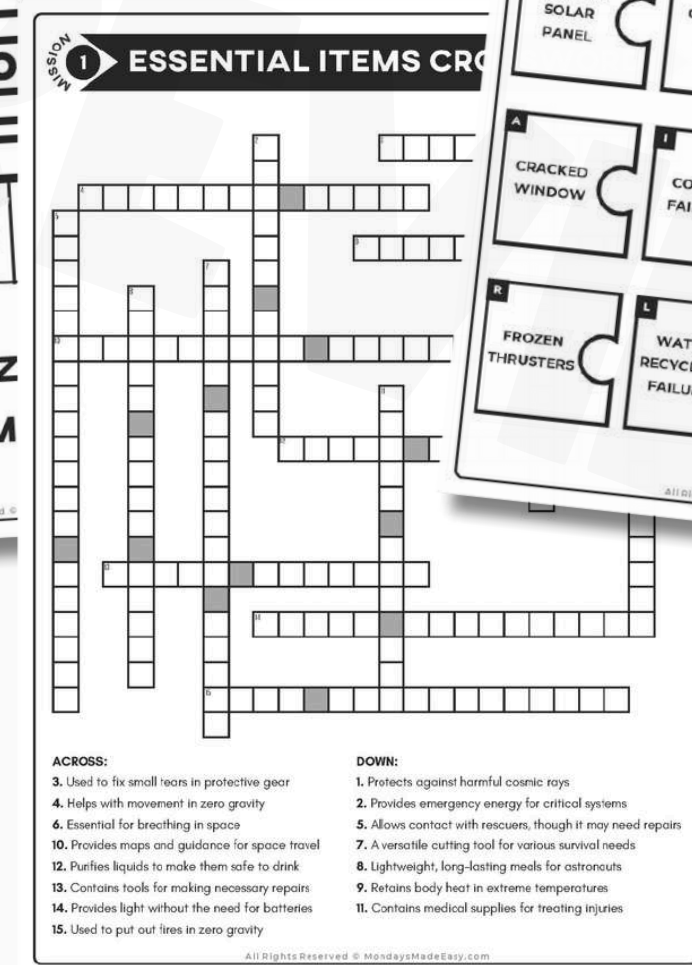 MISSION
1
ESSENTIAL ITEMS
SOLAR
PANEL
A
CRACKED
WINDOW
I
R
FROZEN
THRUSTERS
L
ACROSS:
3. Used to fix small tears in protective gear
4. Helps with movement in zero gravity
6. Essential for breathing in space
10. Provides maps and guidance for space travel
12. Purifies liquids to make them safe to drink
13. Contains tools for making necessary repairs
14. Provides light without the need for batteries
15. Used to put out fires in zero gravity
DOWN:
1. Protects against harmful cosmic rays
2. Provides emergency energy for critical systems
5. Allows contact with rescuers, though it may need repairs
7. A versatile cutting tool for various survival needs
8. Lightweight, long-lasting meals for astronauts
9. Retains body heat in extreme temperatures
11. Contains medical supplies for treating injuries
All Rights Reserved © MondaysMadeEasy.com